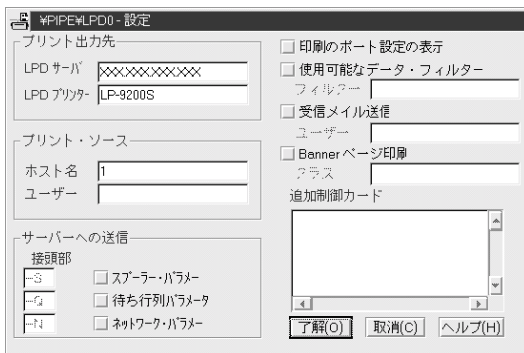 ¥PIPE¥LPD0 - 設定
プリント出力先
LPD サーバ XXX.XXX.XXX.XXX
LPD プリンター LP-9200S
プリント・ソース
ホスト名 1
ユーザー
サーバーへの送信
接頭部
-S スプーラー・パラメー
-Q 待ち行列パラメータ
-N ネットワーク・パラメー
印刷のポート設定の表示
使用可能なデータ・フィルター
フィルター
受信メイル送信
ユーザー
Banner ページ印刷
クラス
追加制御カード
了解(O) 取消(C) ヘルプ(H)